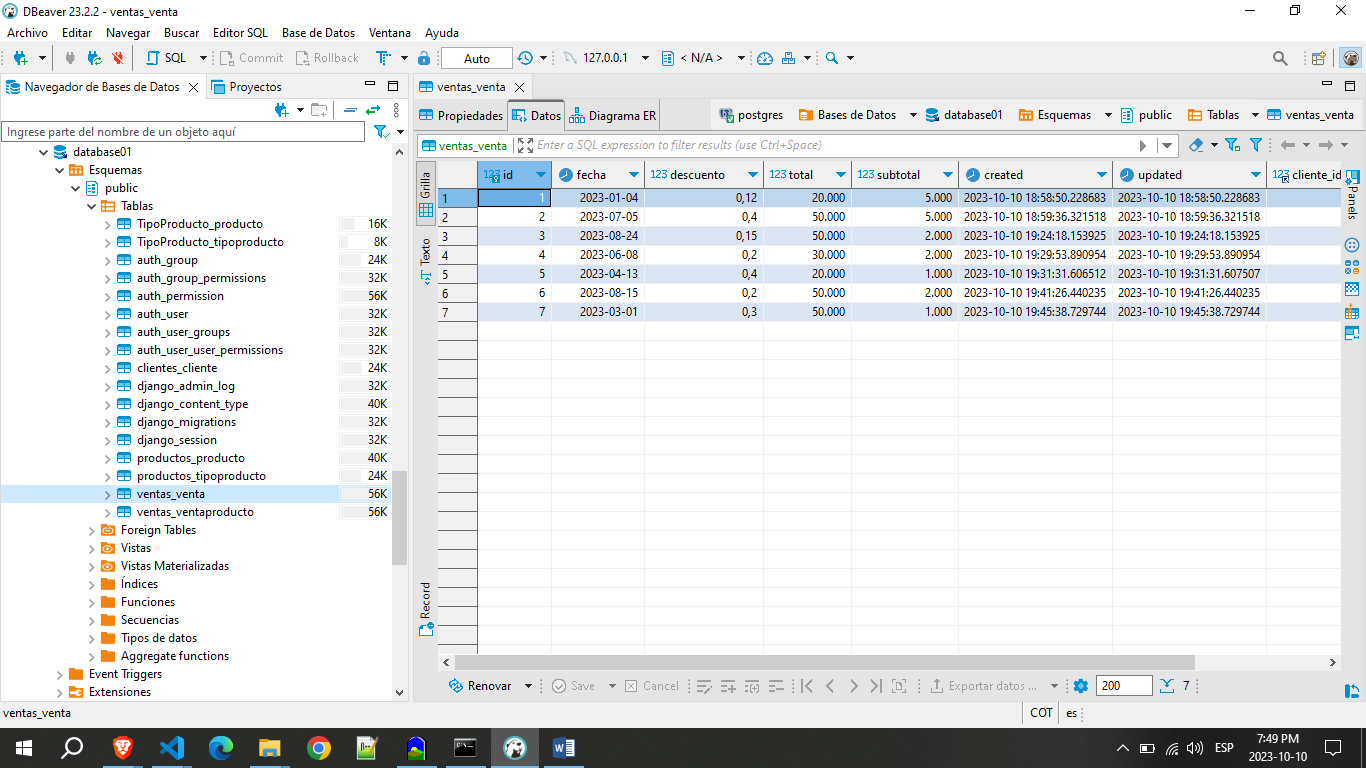 DBeaver 23.2.2 - ventas_venta
Archivo Editar Navegar Buscar Editor SQL Base de Datos Ventana Ayuda
SQL Commit Rollback Auto 127.0.0.1 < N/A >
Navegador de Bases de Datos Proyectos
Ingrese parte del nombre de un objeto aquí
database01
Esquemas
public
Tablas
TipoProducto_producto 16K
TipoProducto_tipoproducto 8K
auth_group 24K
auth_group_permissions 32K
auth_permission 56K
auth_user 32K
auth_user_groups 32K
auth_user_user_permissions 32K
clientes_cliente 24K
django_admin_log 32K
django_content_type 40K
django_migrations 32K
django_session 32K
productos_producto 40K
productos_tipoproducto 24K
ventas_venta 56K
ventas_ventaproducto 56K
Foreign Tables
Vistas
Vistas Materializadas
Índices
Funciones
Secuencias
Tipos de datos
Aggregate functions
Event Triggers
Extensiones
ventas_venta
Propiedades Datos Diagrama ER postgres Bases de Datos database01 Esquemas public Tablas ventas_venta
ventas_venta Enter a SQL expression to filter results (use Ctrl+Space)
Grilla
Texto
Record
123 id fecha 123 descuento 123 total 123 subtotal created updated 123 cliente_id
1 1 2023-01-04 0,12 20.000 5.000 2023-10-10 18:58:50.228683 2023-10-10 18:58:50.228683
2 2 2023-07-05 0,4 50.000 5.000 2023-10-10 18:59:36.321518 2023-10-10 18:59:36.321518
3 3 2023-08-24 0,15 50.000 2.000 2023-10-10 19:24:18.153925 2023-10-10 19:24:18.153925
4 4 2023-06-08 0,2 30.000 2.000 2023-10-10 19:29:53.890954 2023-10-10 19:29:53.890954
5 5 2023-04-13 0,4 20.000 1.000 2023-10-10 19:31:31.606512 2023-10-10 19:31:31.607507
6 6 2023-08-15 0,2 50.000 2.000 2023-10-10 19:41:26.440235 2023-10-10 19:41:26.440235
7 7 2023-03-01 0,3 50.000 1.000 2023-10-10 19:45:38.729744 2023-10-10 19:45:38.729744
Panels
Renovar Save Cancel Exportar datos ... 200 7
ventas_venta COT es
ESP 7:49 PM
2023-10-10